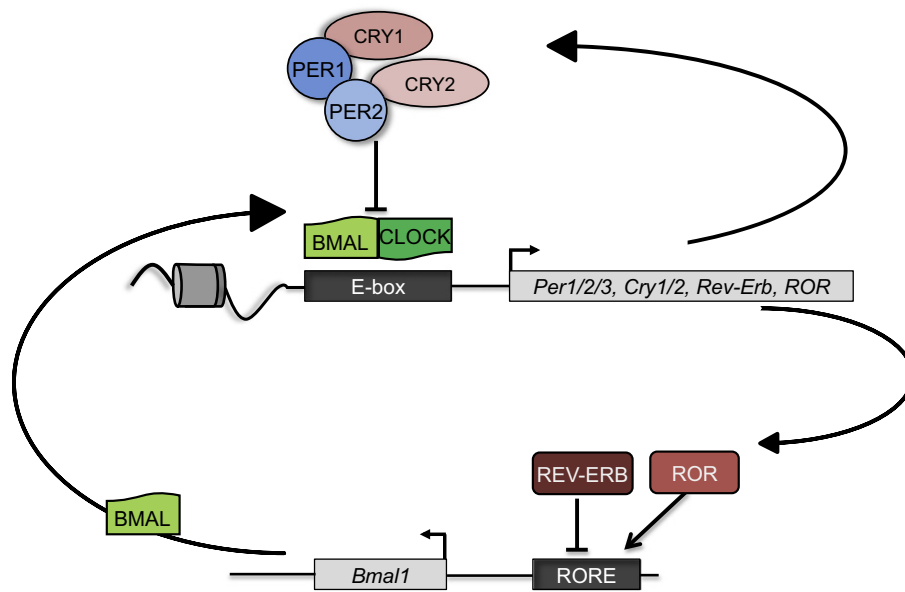 CRY1
PER1
CRY2
PER2
BMAL
CLOCK
E-box
Per1/2/3, Cry1/2, Rev-Erb, ROR
REV-ERB
ROR
BMAL
Bmal1
RORE